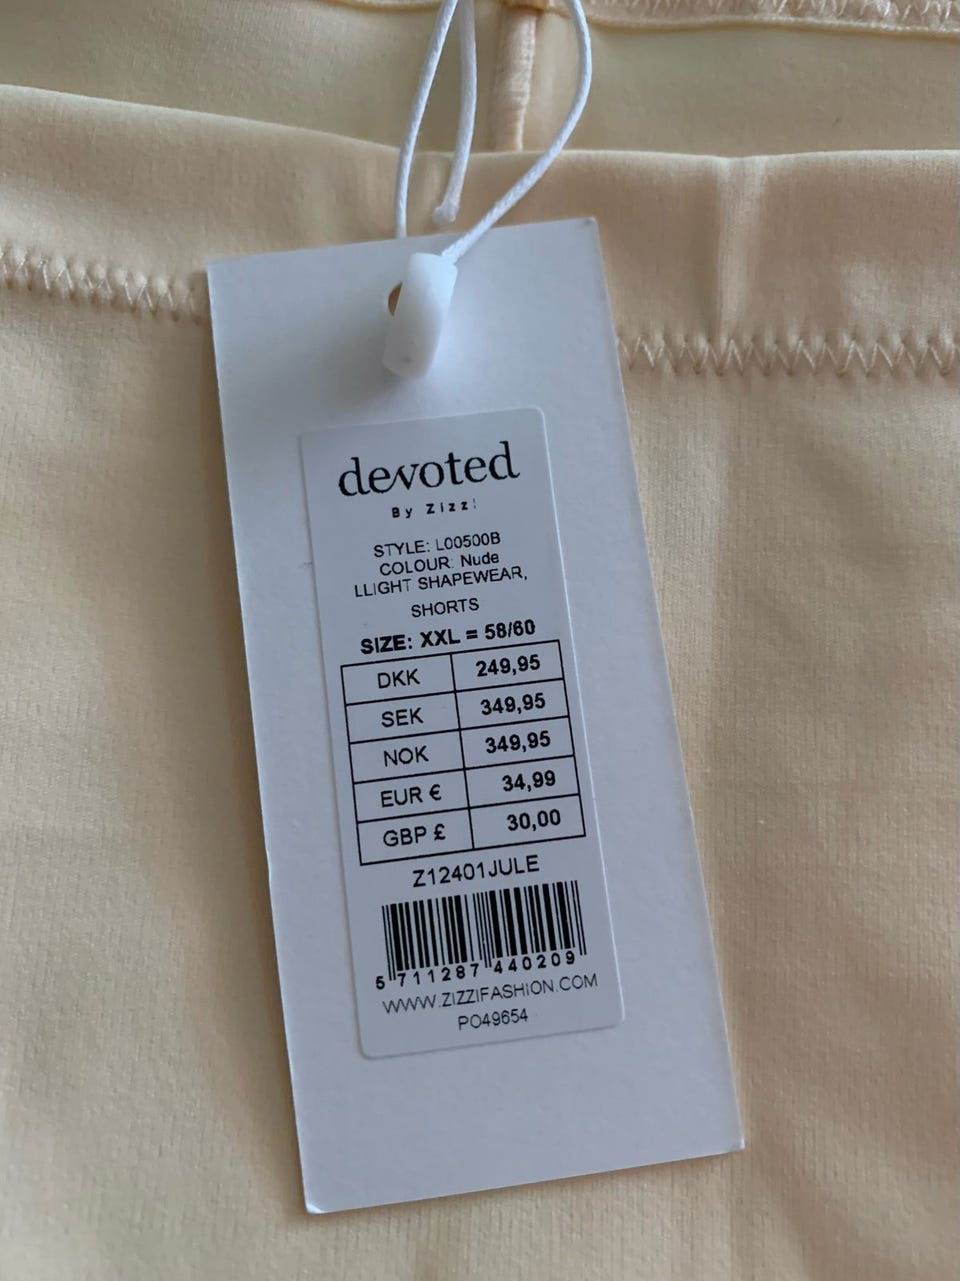 devoted
By Zizzi
STYLE: L00500B
COLOUR: Nude
LLIGHT SHAPEWEAR,
SHORTS
SIZE: XXL = 58/60
DKK 249,95
SEK 349,95
NOK 349,95
EUR € 34,99
GBP £ 30,00
Z12401JULE
5 711287 440209
WWW.ZIZZIFASHION.COM
PO49654